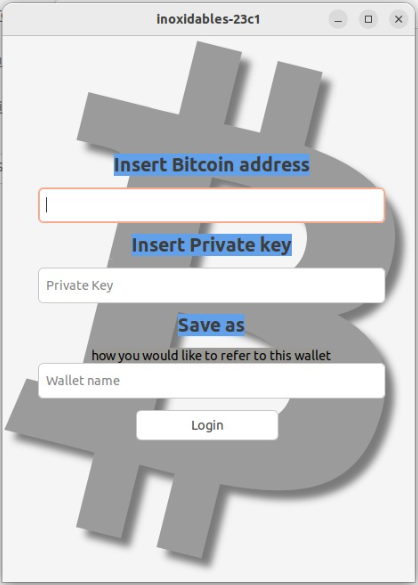 inoxidables-23c1
Insert Bitcoin address
Insert Private key
Private Key
Save as
how you would like to refer to this wallet
Wallet name
Login